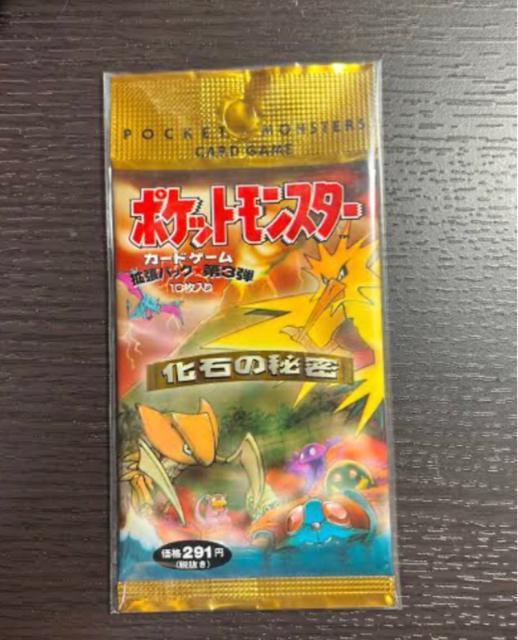 POCKET MONSTERS
CARD GAME
ポケットモンスター
TM
カードゲーム
拡張パック 第3弾
10枚入り
化石の秘密
価格291円
(税抜き)